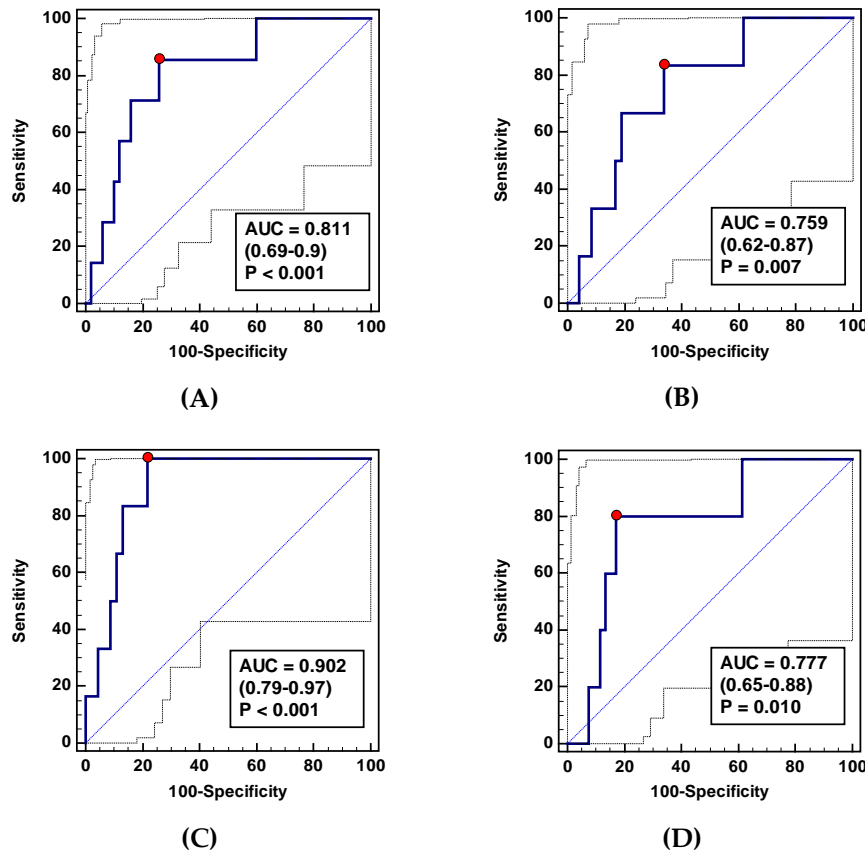 100
80
60
40
20
0
Sensitivity
AUC = 0.811
(0.69-0.9)
P < 0.001
0 20 40 60 80 100
100-Specificity
(A)
100
80
60
40
20
0
Sensitivity
AUC = 0.759
(0.62-0.87)
P = 0.007
0 20 40 60 80 100
100-Specificity
(B)
100
80
60
40
20
0
Sensitivity
AUC = 0.902
(0.79-0.97)
P < 0.001
0 20 40 60 80 100
100-Specificity
(C)
100
80
60
40
20
0
Sensitivity
AUC = 0.777
(0.65-0.88)
P = 0.010
0 20 40 60 80 100
100-Specificity
(D)